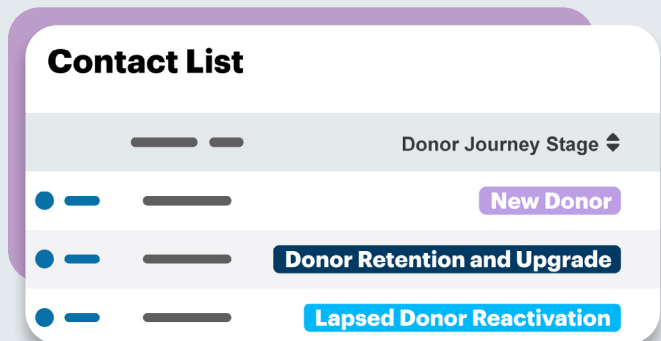 Contact List
Donor Journey Stage
New Donor
Donor Retention and Upgrade
Lapsed Donor Reactivation